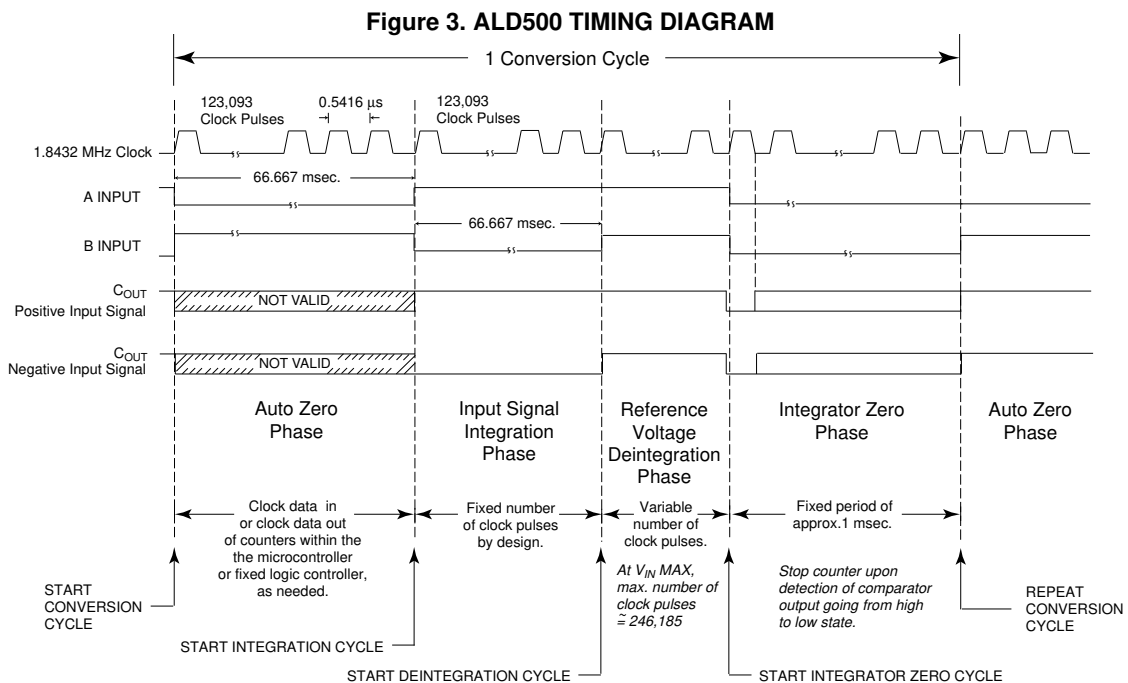 Figure 3. ALD500 TIMING DIAGRAM
1 Conversion Cycle
123,093
Clock Pulses
0.5416 µs
123,093
Clock Pulses
1.8432 MHz Clock
66.667 msec.
A INPUT
66.667 msec.
B INPUT
COUT
Positive Input Signal
NOT VALID
COUT
Negative Input Signal
NOT VALID
Auto Zero
Phase
Input Signal
Integration
Phase
Reference
Voltage
Deintegration
Phase
Integrator Zero
Phase
Auto Zero
Phase
Clock data in
or clock data out
of counters within the
the microcontroller
or fixed logic controller,
as needed.
Fixed number
of clock pulses
by design.
Variable
number of
clock pulses.
At VIN MAX,
max. number of
clock pulses
≅ 246,185
Fixed period of
approx.1 msec.
Stop counter upon
detection of comparator
output going from high
to low state.
START
CONVERSION
CYCLE
REPEAT
CONVERSION
CYCLE
START INTEGRATION CYCLE
START DEINTEGRATION CYCLE
START INTEGRATOR ZERO CYCLE